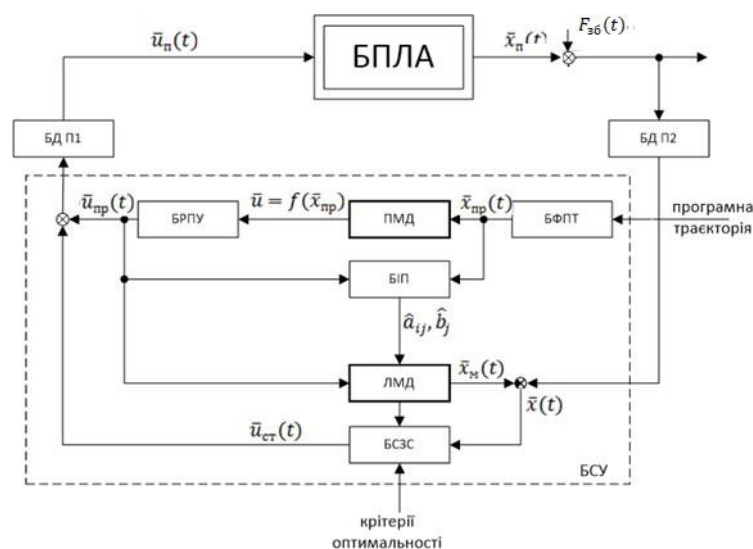 ū_п(t)
БПЛА
x̄_п(t)
F_зб(t)
БД П1
БД П2
ū_пр(t)
БРПУ
ū = f(x̄_пр)
ПМД
x̄_пр(t)
БФПТ
програмна
траєкторія
БІП
â_ij, b̂_j
ЛМД
x̄_м(t)
x̄(t)
ū_ст(t)
БСЗС
БСУ
крітерії
оптимальності